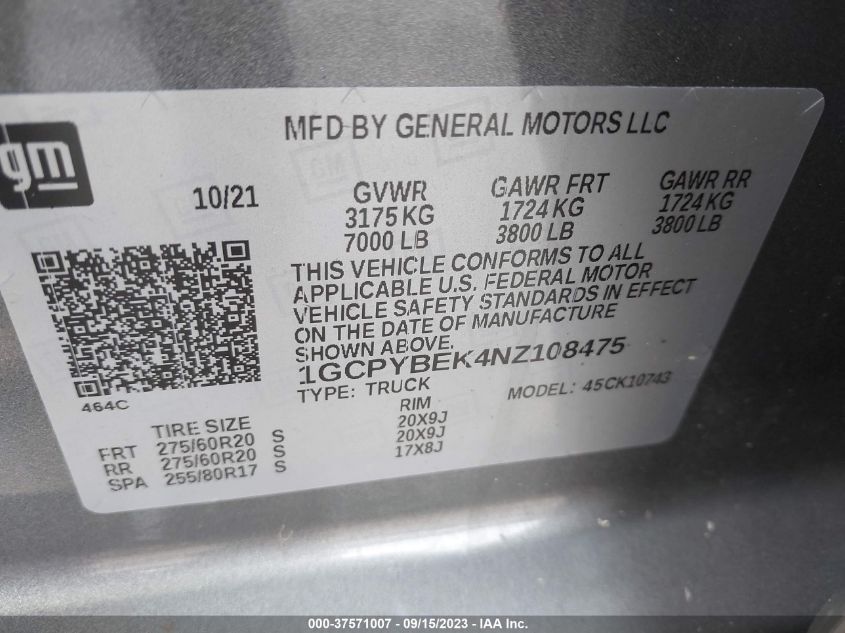 MFD BY GENERAL MOTORS LLC
gm
10/21
GVWR GAWR FRT GAWR RR
3175 KG 1724 KG 1724 KG
7000 LB 3800 LB 3800 LB
THIS VEHICLE CONFORMS TO ALL
APPLICABLE U.S. FEDERAL MOTOR
VEHICLE SAFETY STANDARDS IN EFFECT
ON THE DATE OF MANUFACTURE
SHOWN ABOVE.
1GCPYBEK4NZ108475
TYPE: TRUCK MODEL: 45CK10743
464C
TIRE SIZE RIM
FRT 275/60R20 S 20X9J
RR 275/60R20 S 20X9J
SPA 255/80R17 S 17X8J
000-37571007 - 09/15/2023 - IAA Inc.